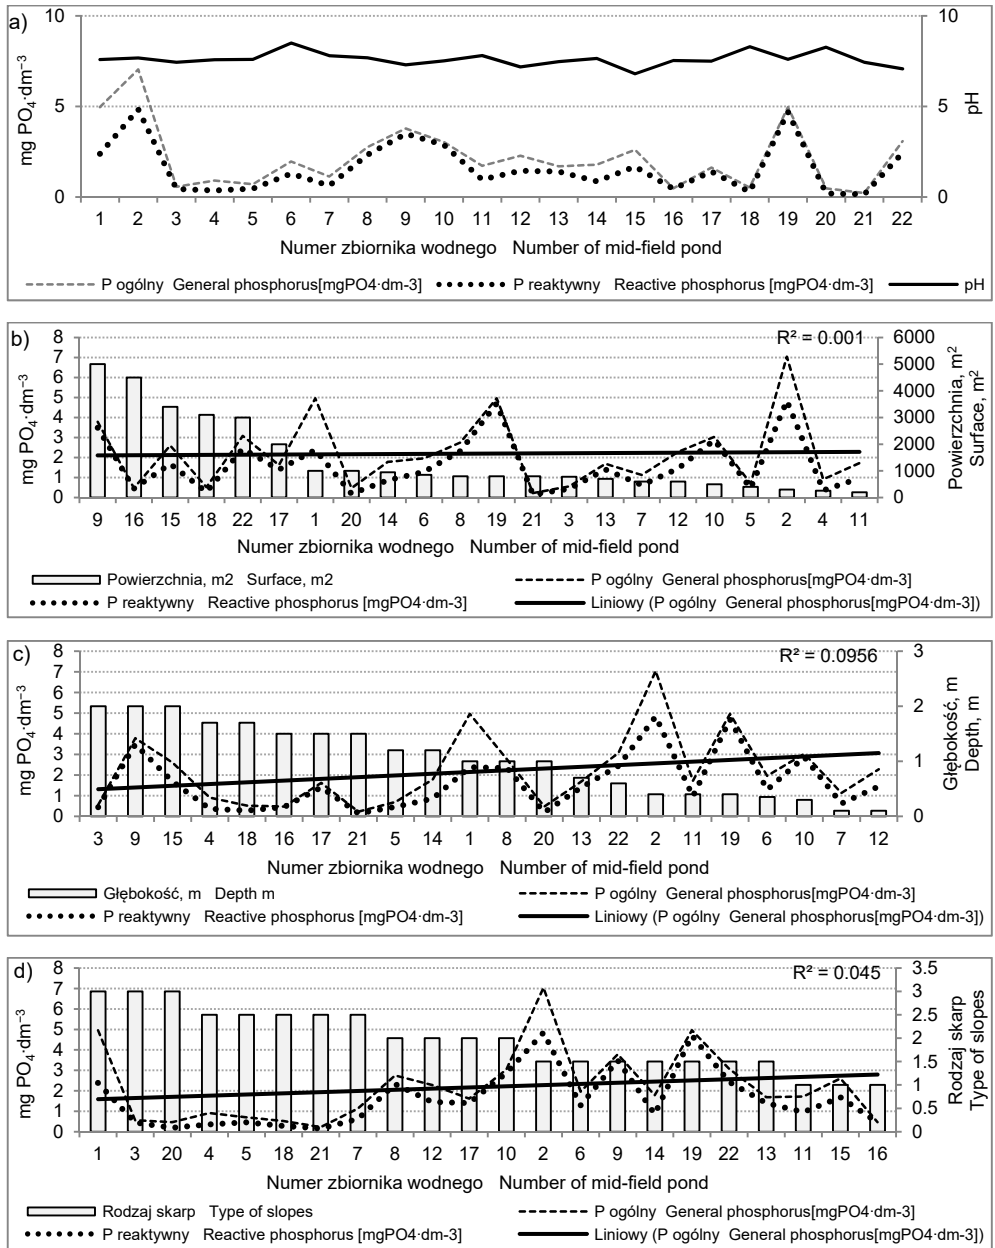 a)
10
5
0
mg PO₄·dm⁻³
10
5
0
pH
1 2 3 4 5 6 7 8 9 10 11 12 13 14 15 16 17 18 19 20 21 22
Numer zbiornika wodnego Number of mid-field pond
P ogólny General phosphorus[mgPO4·dm-3] P reaktywny Reactive phosphorus [mgPO4·dm-3] pH
b)
R² = 0.001
8
7
6
5
4
3
2
1
0
mg PO₄·dm⁻³
6000
5000
4000
3000
2000
1000
0
Powierzchnia, m²
Surface, m²
9 16 15 18 22 17 1 20 14 6 8 19 21 3 13 7 12 10 5 2 4 11
Numer zbiornika wodnego Number of mid-field pond
Powierzchnia, m2 Surface, m2 P ogólny General phosphorus[mgPO4·dm-3]
P reaktywny Reactive phosphorus [mgPO4·dm-3] Liniowy (P ogólny General phosphorus[mgPO4·dm-3])
c)
R² = 0.0956
8
7
6
5
4
3
2
1
0
mg PO₄·dm⁻³
3
2
1
0
Głębokość, m
Depth, m
3 9 15 4 18 16 17 21 5 14 1 8 20 13 22 2 11 19 6 10 7 12
Numer zbiornika wodnego Number of mid-field pond
Głębokość, m Depth m P ogólny General phosphorus[mgPO4·dm-3]
P reaktywny Reactive phosphorus [mgPO4·dm-3] Liniowy (P ogólny General phosphorus[mgPO4·dm-3])
d)
R² = 0.045
8
7
6
5
4
3
2
1
0
mg PO₄·dm⁻³
3.5
3
2.5
2
1.5
1
0.5
0
Rodzaj skarp
Type of slopes
1 3 20 4 5 18 21 7 8 12 17 10 2 6 9 14 19 22 13 11 15 16
Numer zbiornika wodnego Number of mid-field pond
Rodzaj skarp Type of slopes P ogólny General phosphorus[mgPO4·dm-3]
P reaktywny Reactive phosphorus [mgPO4·dm-3] Liniowy (P ogólny General phosphorus[mgPO4·dm-3])